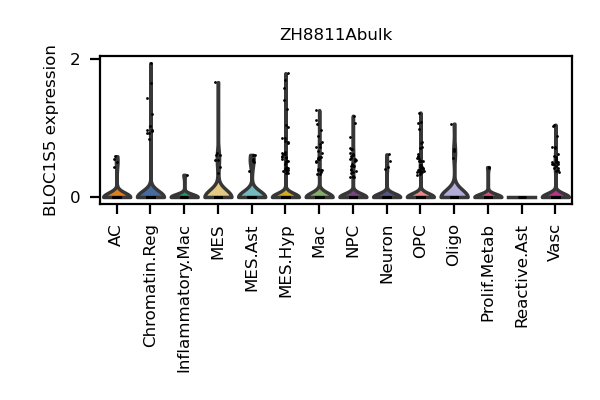 ZH8811Abulk
BLOC1S5 expression
2
0
AC
Chromatin.Reg
Inflammatory.Mac
MES
MES.Ast
MES.Hyp
Mac
NPC
Neuron
OPC
Oligo
Prolif.Metab
Reactive.Ast
Vasc